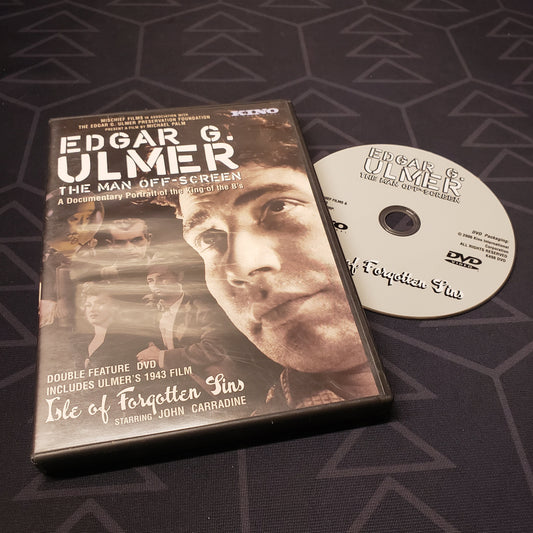 MISCHIEF FILMS IN ASSOCIATION WITH
THE EDGAR G. ULMER PRESERVATION FOUNDATION
PRESENT A FILM BY MICHAEL PALM
KINO
EDGAR G.
ULMER
THE MAN OFF-SCREEN
A Documentary Portrait of the King of the B's
DOUBLE FEATURE DVD
INCLUDES ULMER'S 1943 FILM
Isle of Forgotten Sins
STARRING JOHN CARRADINE
EDGAR G.
ULMER
THE MAN OFF-SCREEN
DVD Packaging:
Kino International
Corporation
ALL RIGHTS RESERVED
DVD
VIDEO
of Forgotten Sins